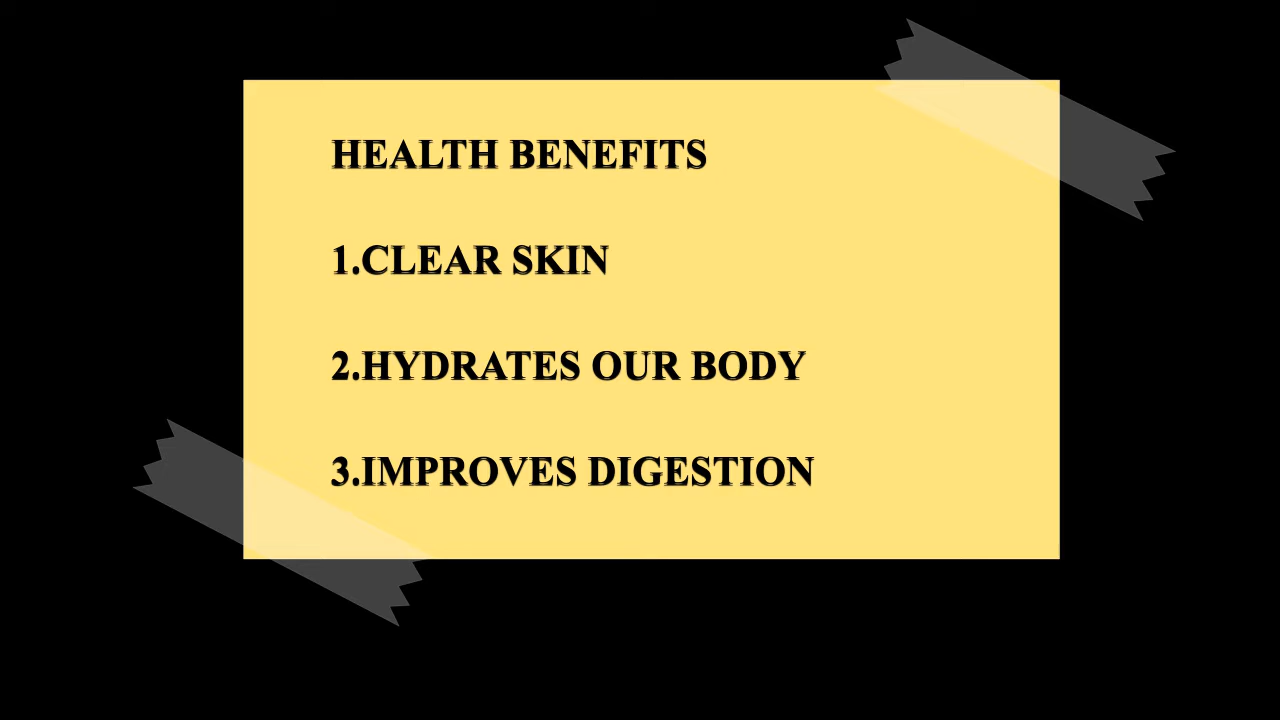 HEALTH BENEFITS
1.CLEAR SKIN
2.HYDRATES OUR BODY
3.IMPROVES DIGESTION